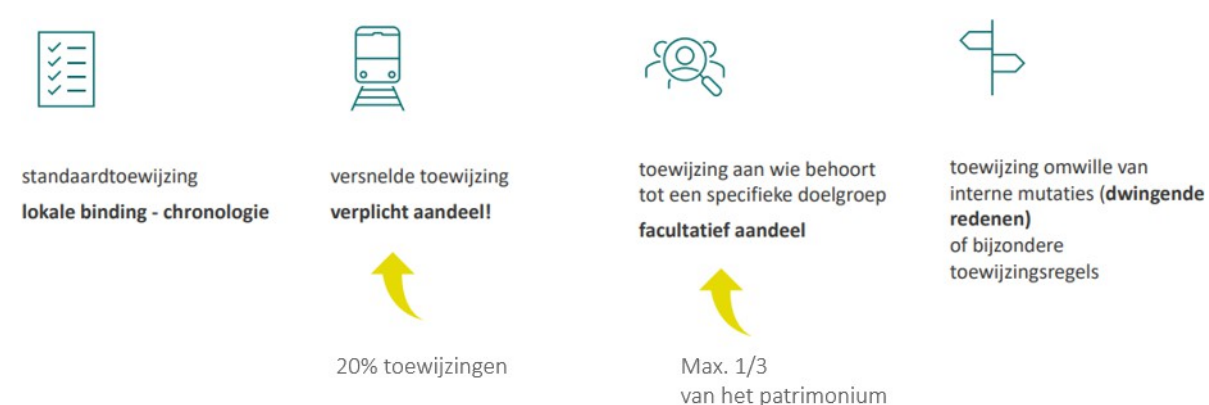 standaardtoewijzing
lokale binding - chronologie
versnelde toewijzing
verplicht aandeel!
20% toewijzingen
toewijzing aan wie behoort
tot een specifieke doelgroep
facultatief aandeel
Max. 1/3
van het patrimonium
toewijzing omwille van
interne mutaties (dwingende
redenen)
of bijzondere
toewijzingsregels